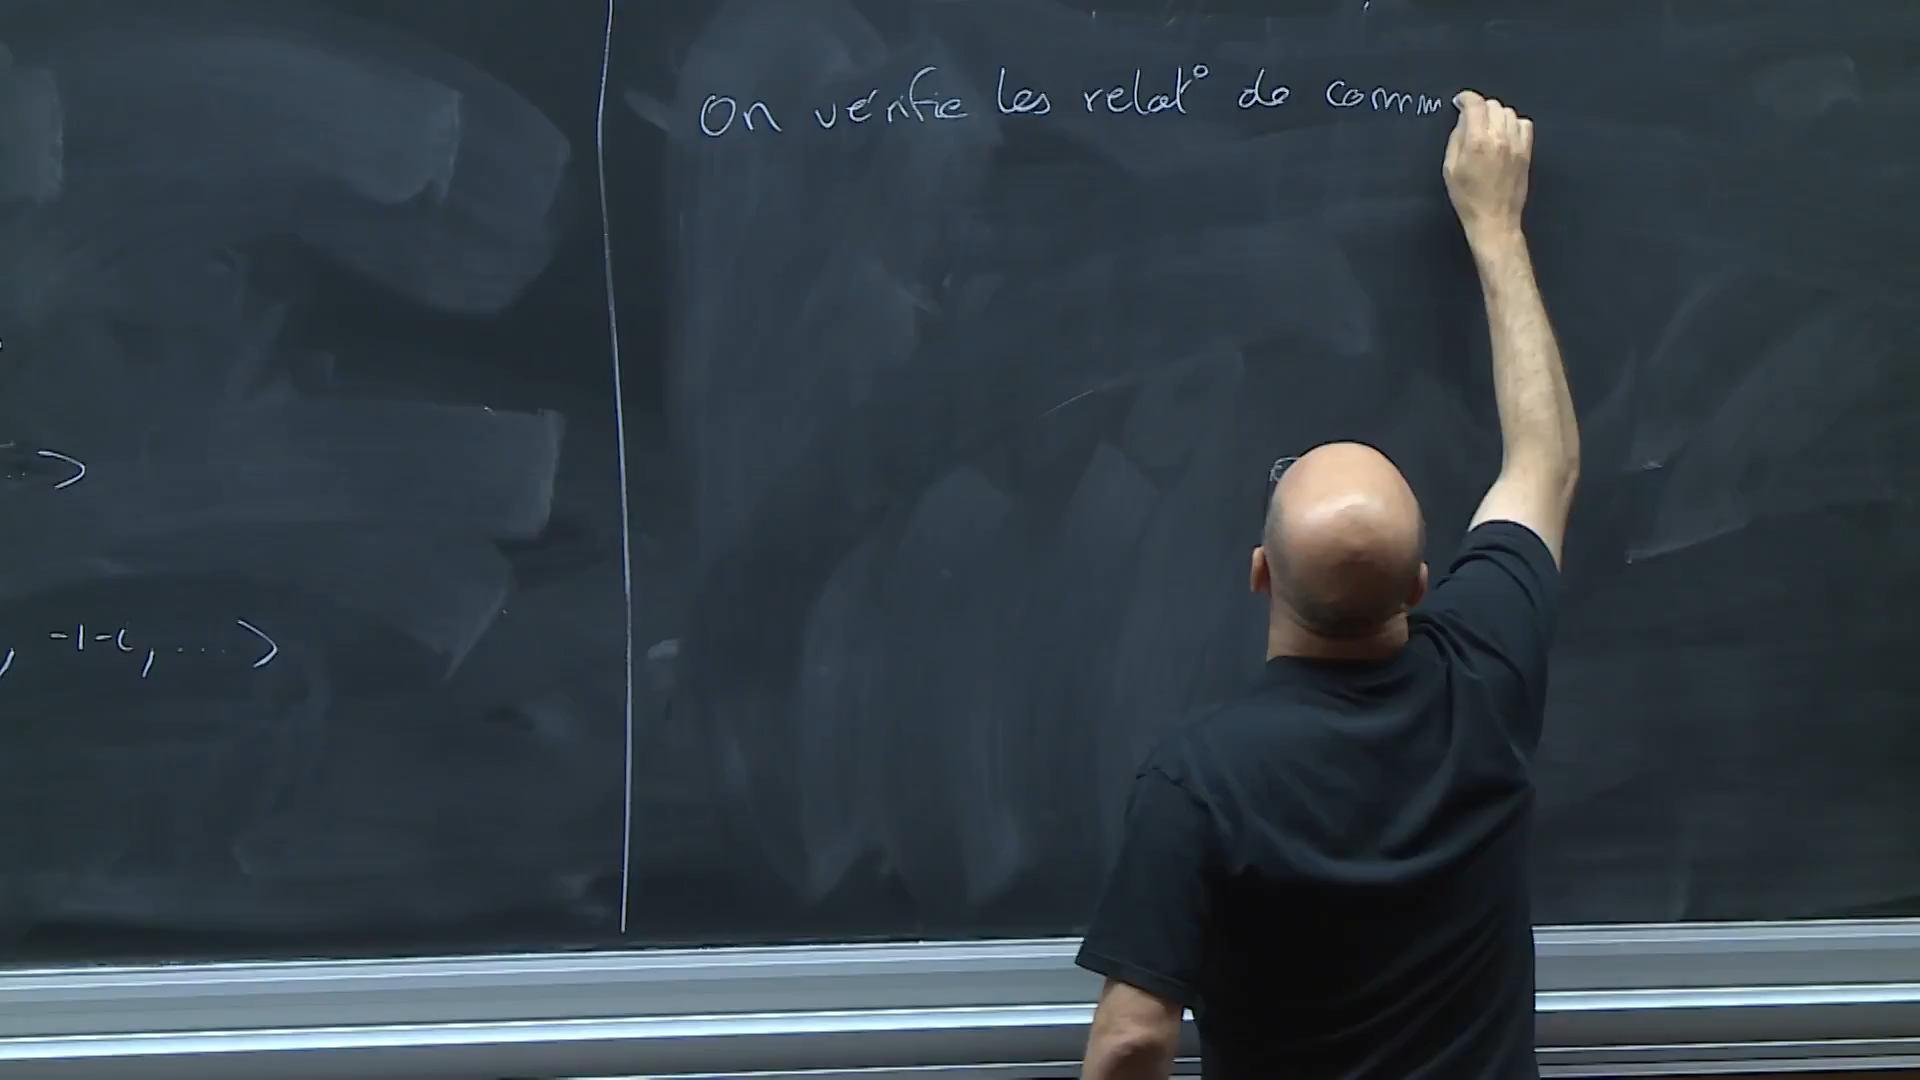 ...>
, -1-i, ...>
On vérifie les relat° de comm